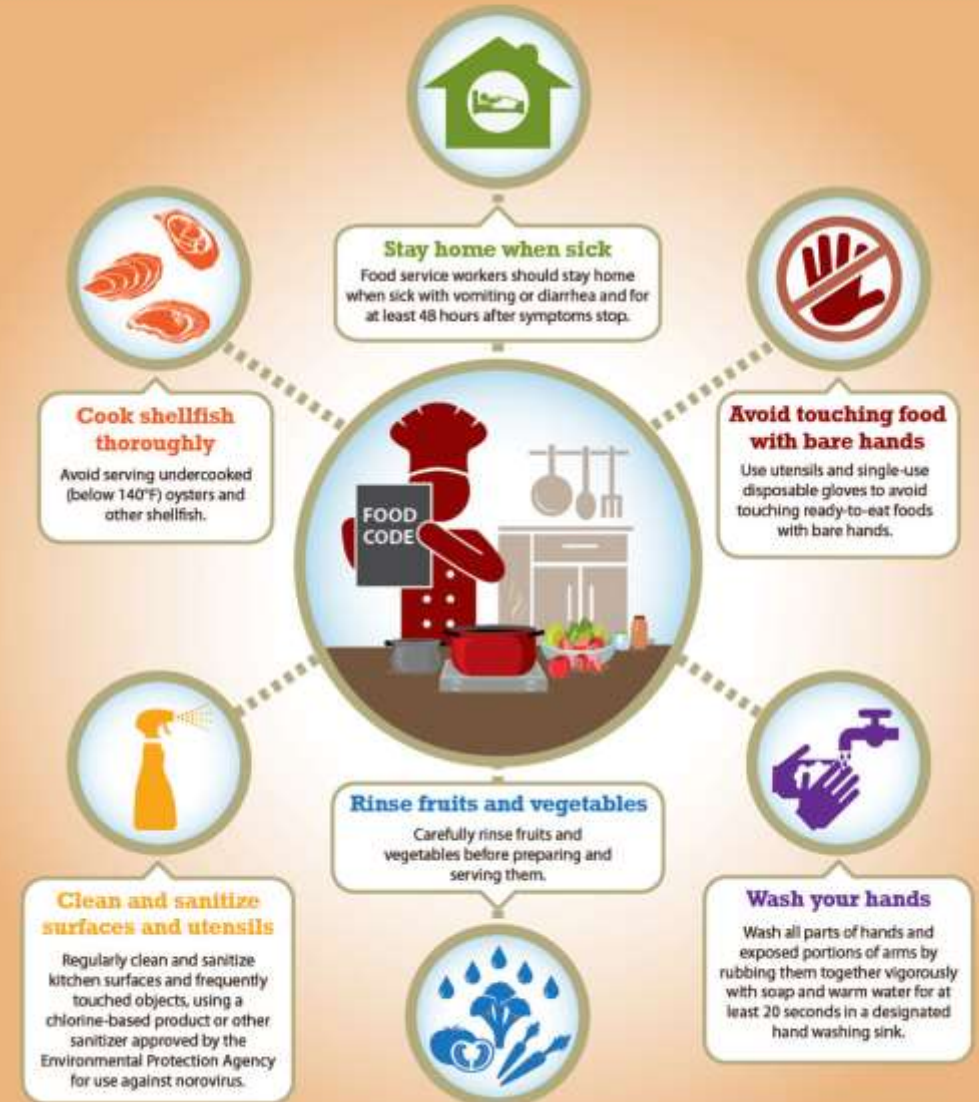 Stay home when sick
Food service workers should stay home
when sick with vomiting or diarrhea and for
at least 48 hours after symptoms stop.
Cook shellfish
thoroughly
Avoid serving undercooked
(below 140°F) oysters and
other shellfish.
Avoid touching food
with bare hands
Use utensils and single-use
disposable gloves to avoid
touching ready-to-eat foods
with bare hands.
FOOD
CODE
Rinse fruits and vegetables
Carefully rinse fruits and
vegetables before preparing and
serving them.
Clean and sanitize
surfaces and utensils
Regularly clean and sanitize
kitchen surfaces and frequently
touched objects, using a
chlorine-based product or other
sanitizer approved by the
Environmental Protection Agency
for use against norovirus.
Wash your hands
Wash all parts of hands and
exposed portions of arms by
rubbing them together vigorously
with soap and warm water for at
least 20 seconds in a designated
hand washing sink.